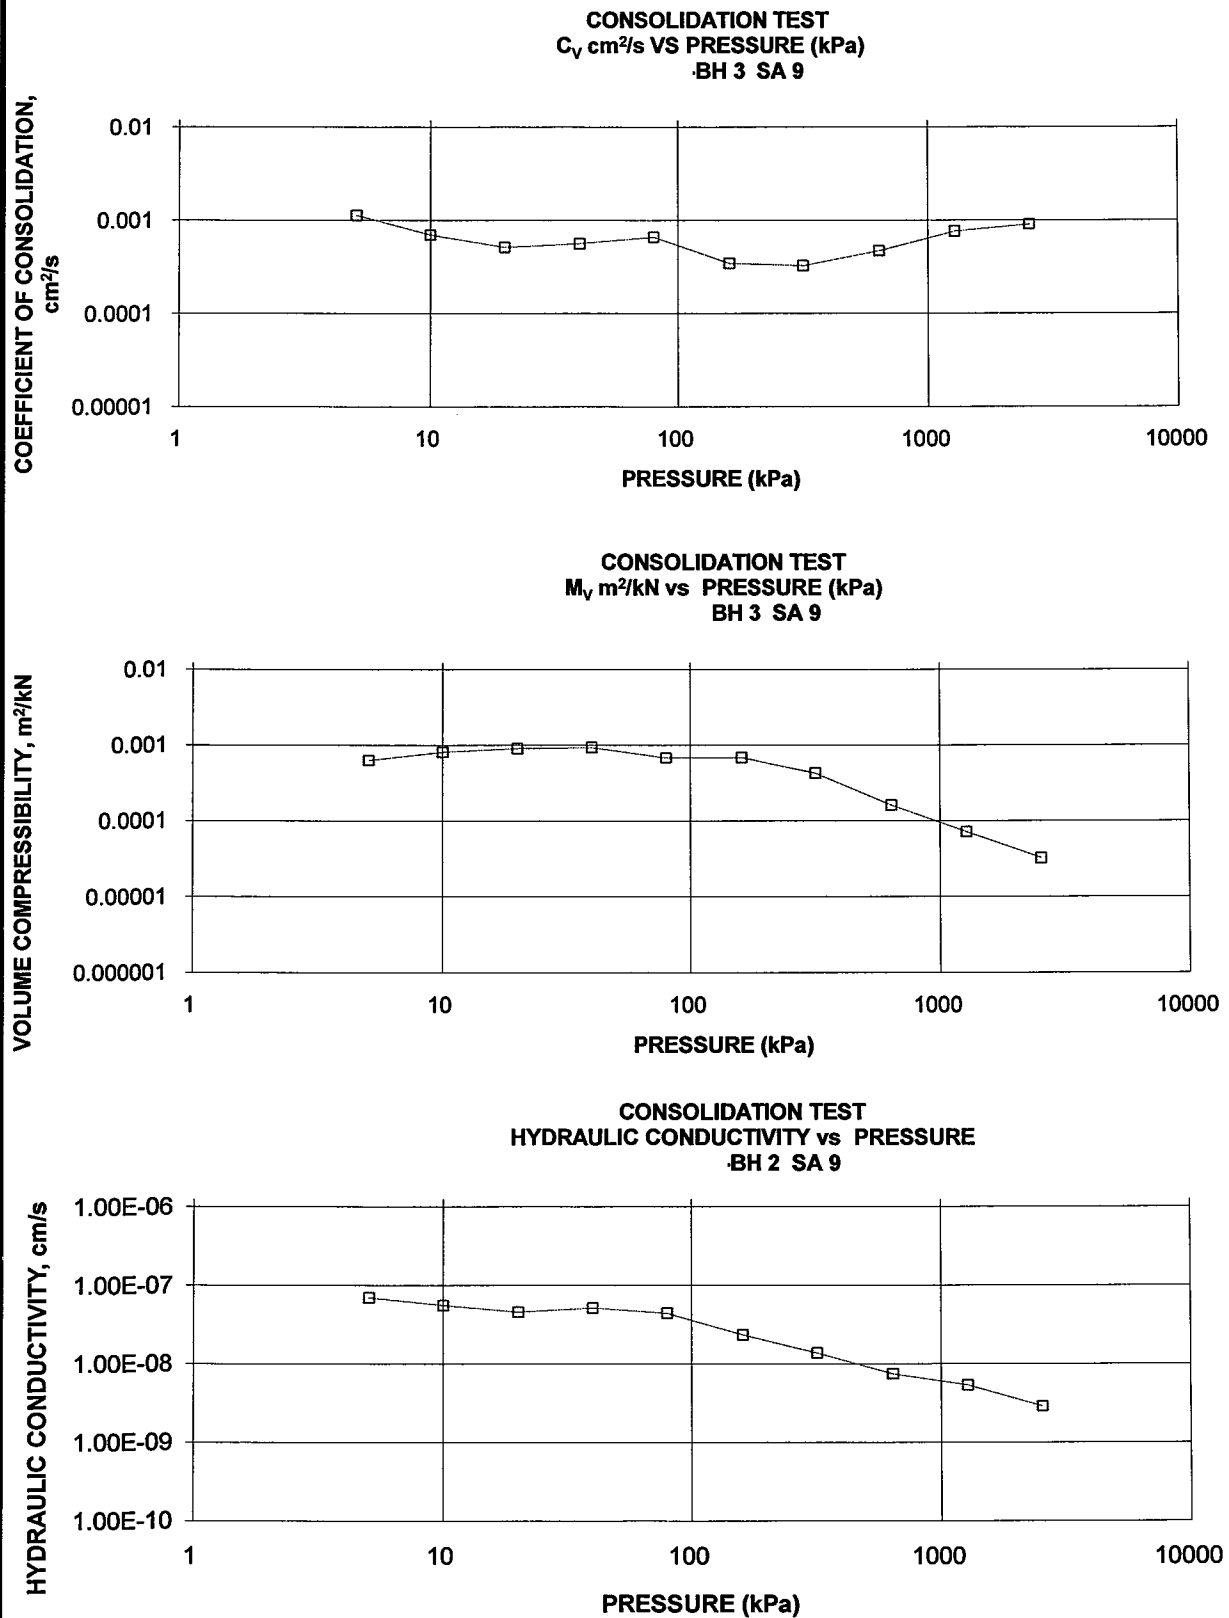 CONSOLIDATION TEST
Cᵥ cm²/s VS PRESSURE (kPa)
BH 3 SA 9
COEFFICIENT OF CONSOLIDATION,
cm²/s
0.01
0.001
0.0001
0.00001
1 10 100 1000 10000
PRESSURE (kPa)
CONSOLIDATION TEST
Mᵥ m²/kN vs PRESSURE (kPa)
BH 3 SA 9
VOLUME COMPRESSIBILITY, m²/kN
0.01
0.001
0.0001
0.00001
0.000001
1 10 100 1000 10000
PRESSURE (kPa)
CONSOLIDATION TEST
HYDRAULIC CONDUCTIVITY vs PRESSURE
BH 2 SA 9
HYDRAULIC CONDUCTIVITY, cm/s
1.00E-06
1.00E-07
1.00E-08
1.00E-09
1.00E-10
1 10 100 1000 10000
PRESSURE (kPa)